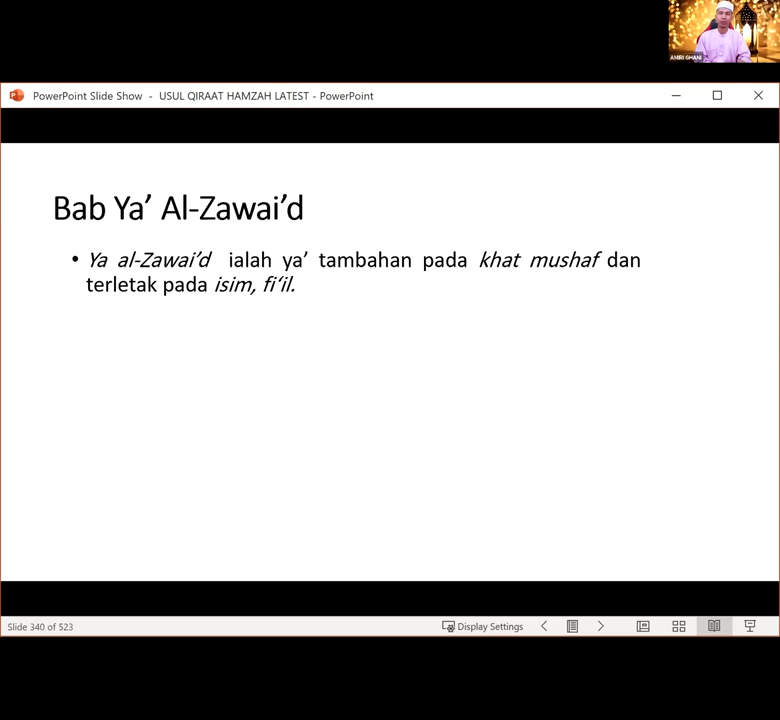 AMIRI GHANI
PowerPoint Slide Show - USUL QIRAAT HAMZAH LATEST - PowerPoint
Bab Ya’ Al-Zawai’d
• Ya al-Zawai’d ialah ya’ tambahan pada khat mushaf dan
terletak pada isim, fi‘il.
Slide 340 of 523
Display Settings